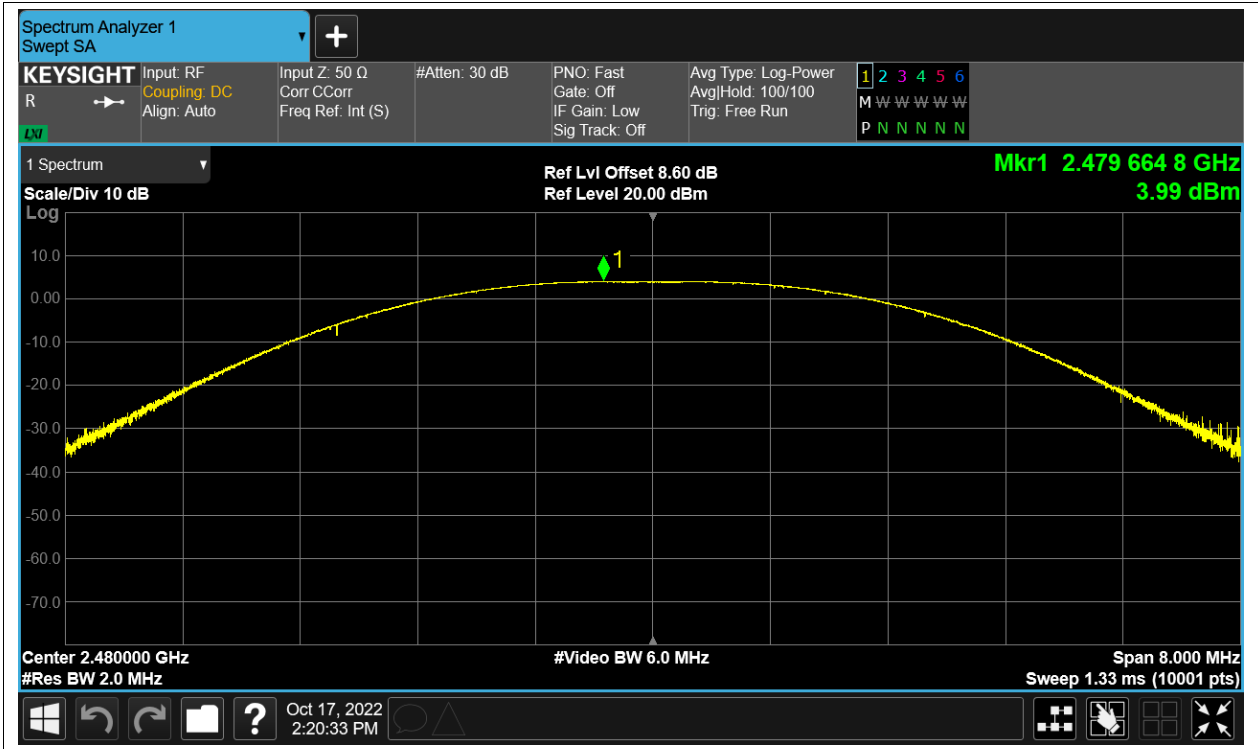 Spectrum Analyzer 1
Swept SA
KEYSIGHT
R
LXI
Input: RF
Coupling: DC
Align: Auto
Input Z: 50 Ω
Corr CCorr
Freq Ref: Int (S)
#Atten: 30 dB
PNO: Fast
Gate: Off
IF Gain: Low
Sig Track: Off
Avg Type: Log-Power
Avg|Hold: 100/100
Trig: Free Run
1 2 3 4 5 6
M W W W W W
P N N N N N
1 Spectrum
Scale/Div 10 dB
Log
Ref Lvl Offset 8.60 dB
Ref Level 20.00 dBm
Mkr1 2.479 664 8 GHz
3.99 dBm
1
10.0
0.00
-10.0
-20.0
-30.0
-40.0
-50.0
-60.0
-70.0
Center 2.480000 GHz
#Res BW 2.0 MHz
#Video BW 6.0 MHz
Span 8.000 MHz
Sweep 1.33 ms (10001 pts)
?
Oct 17, 2022
2:20:33 PM